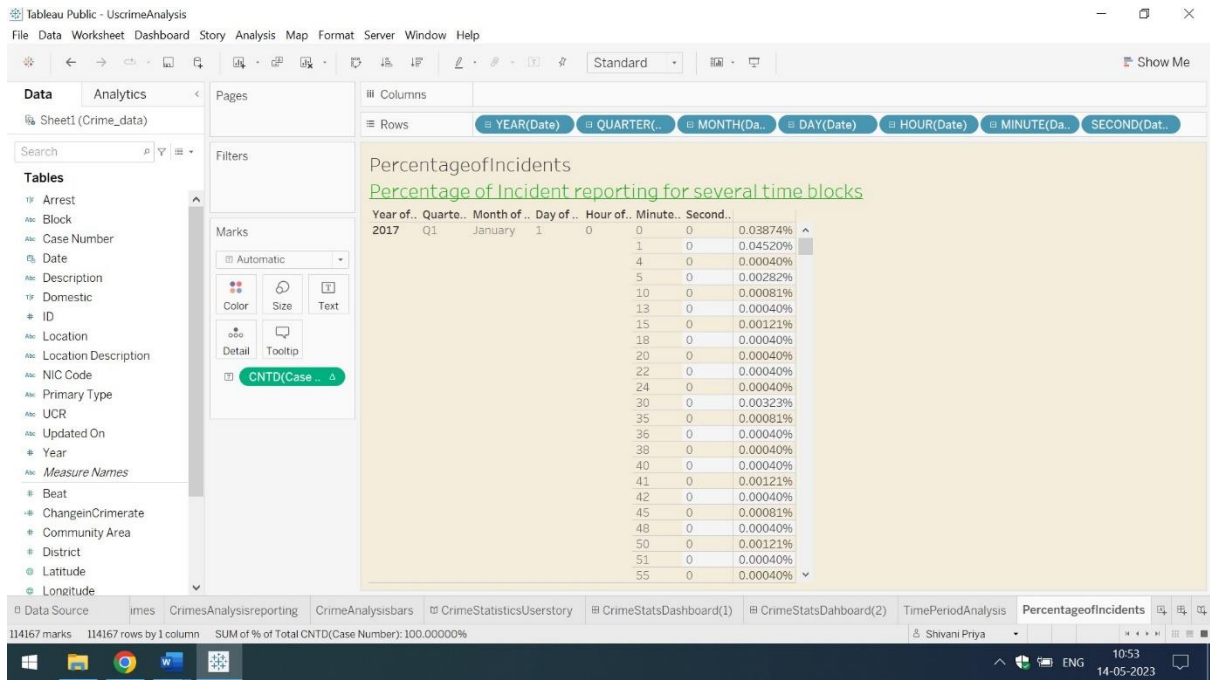 Tableau Public - UscrimeAnalysis
File Data Worksheet Dashboard Story Analysis Map Format Server Window Help
Standard Show Me
Data Analytics Pages Columns
Sheet1 (Crime_data) Rows YEAR(Date) QUARTER(.. MONTH(Da.. DAY(Date) HOUR(Date) MINUTE(Da.. SECOND(Dat..
Search
Filters
Tables
Arrest
Block
Case Number
Date
Description
Domestic
ID
Location
Location Description
NIC Code
Primary Type
UCR
Updated On
Year
Measure Names
Beat
ChangeinCrimerate
Community Area
District
Latitude
Longitude
Marks
Automatic
Color Size Text
Detail Tooltip
CNTD(Case ..
PercentageofIncidents
Percentage of Incident reporting for several time blocks
Year of.. Quarte.. Month of .. Day of .. Hour of.. Minute.. Second..
2017 Q1 January 1 0 0 0 0.03874%
1 0 0.04520%
4 0 0.00040%
5 0 0.00282%
10 0 0.00081%
13 0 0.00040%
15 0 0.00121%
18 0 0.00040%
20 0 0.00040%
22 0 0.00040%
24 0 0.00040%
30 0 0.00323%
35 0 0.00081%
36 0 0.00040%
38 0 0.00040%
40 0 0.00040%
41 0 0.00121%
42 0 0.00040%
45 0 0.00081%
48 0 0.00040%
50 0 0.00121%
51 0 0.00040%
55 0 0.00040%
Data Source imes CrimesAnalysisreporting CrimeAnalysisbars CrimeStatisticsUserstory CrimeStatsDashboard(1) CrimeStatsDahboard(2) TimePeriodAnalysis PercentageofIncidents
114167 marks 114167 rows by 1 column SUM of % of Total CNTD(Case Number): 100.00000% Shivani Priya
ENG
10:53
14-05-2023